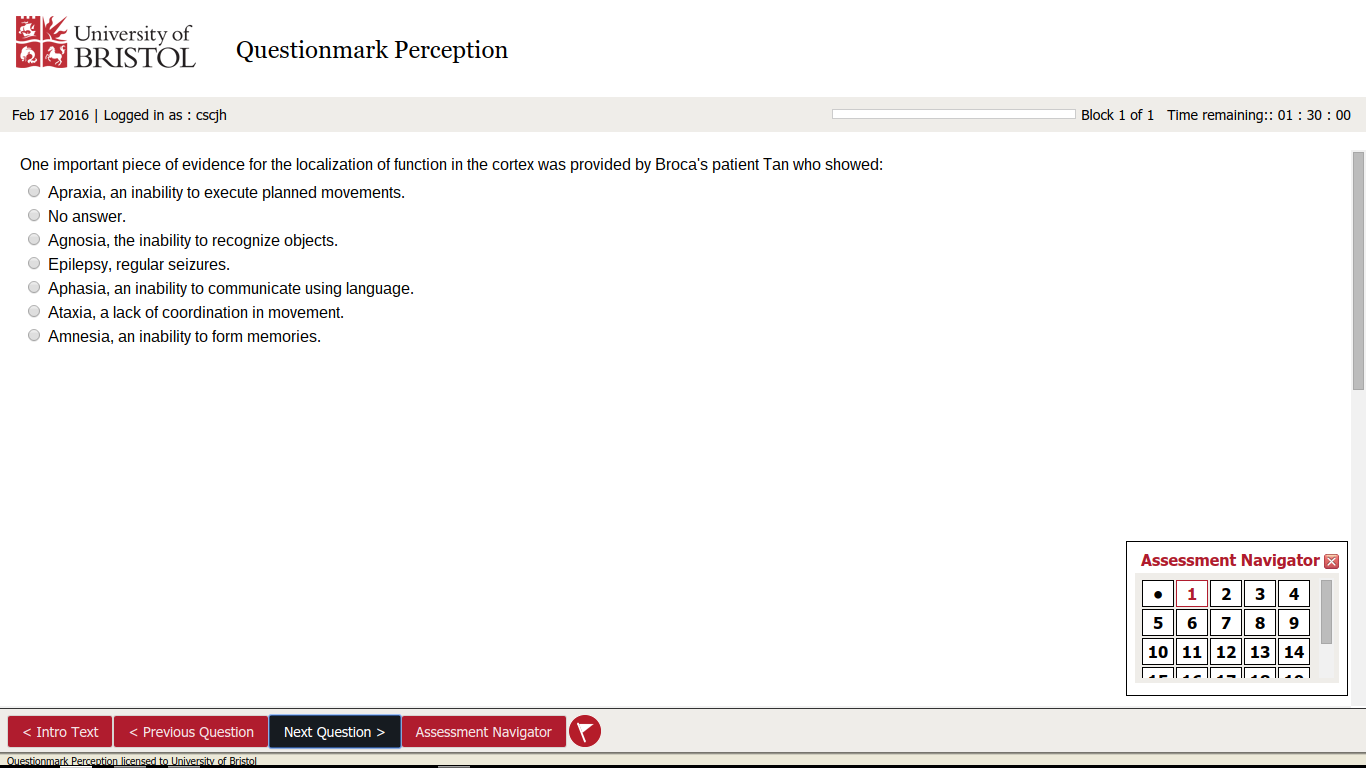 University of
BRISTOL
Questionmark Perception
Feb 17 2016 | Logged in as : cscjh
Block 1 of 1 Time remaining:: 01 : 30 : 00
One important piece of evidence for the localization of function in the cortex was provided by Broca's patient Tan who showed:
Apraxia, an inability to execute planned movements.
No answer.
Agnosia, the inability to recognize objects.
Epilepsy, regular seizures.
Aphasia, an inability to communicate using language.
Ataxia, a lack of coordination in movement.
Amnesia, an inability to form memories.
Assessment Navigator
● 1 2 3 4
5 6 7 8 9
10 11 12 13 14
15 16 17 18 19
< Intro Text < Previous Question Next Question > Assessment Navigator
Questionmark Perception licensed to University of Bristol